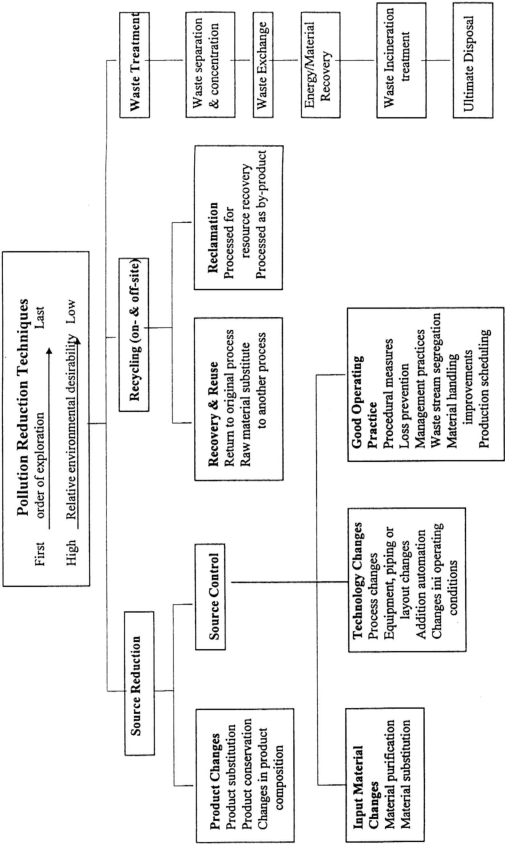 Pollution Reduction Techniques
First order of exploration Last
High Relative environmental desirability Low
Source Reduction
Recycling (on- & off-site)
Waste Treatment
Product Changes
Product substitution
Product conservation
Changes in product
composition
Source Control
Recovery & Reuse
Return to original process
Raw material substitute
to another process
Reclamation
Processed for
resource recovery
Processed as by-product
Waste separation
& concentration
Waste Exchange
Energy/Material
Recovery
Waste Incineration
treatment
Ultimate Disposal
Input Material
Changes
Material purification
Material substitution
Technology Changes
Process changes
Equipment, piping or
layout changes
Addition automation
Changes ini operating
conditions
Good Operating
Practice
Procedural measures
Loss prevention
Management practices
Waste stream segregation
Material handling
improvements
Production scheduling